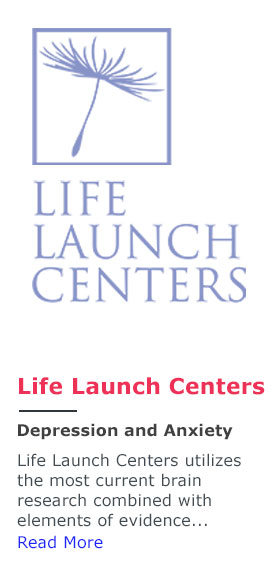 LIFE
LAUNCH
CENTERS
Life Launch Centers
Depression and Anxiety
Life Launch Centers utilizes
the most current brain
research combined with
elements of evidence...
Read More